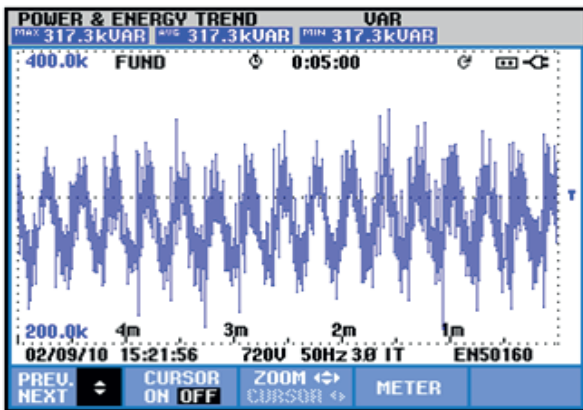 POWER & ENERGY TREND VAR
MAX 317.3kVAR AVG 317.3kVAR MIN 317.3kVAR
400.0k FUND 0:05:00
T
200.0k 4m 3m 2m 1m
02/09/10 15:21:56 720V 50Hz 3Ø IT EN50160
PREV. NEXT CURSOR ON OFF ZOOM CURSOR METER